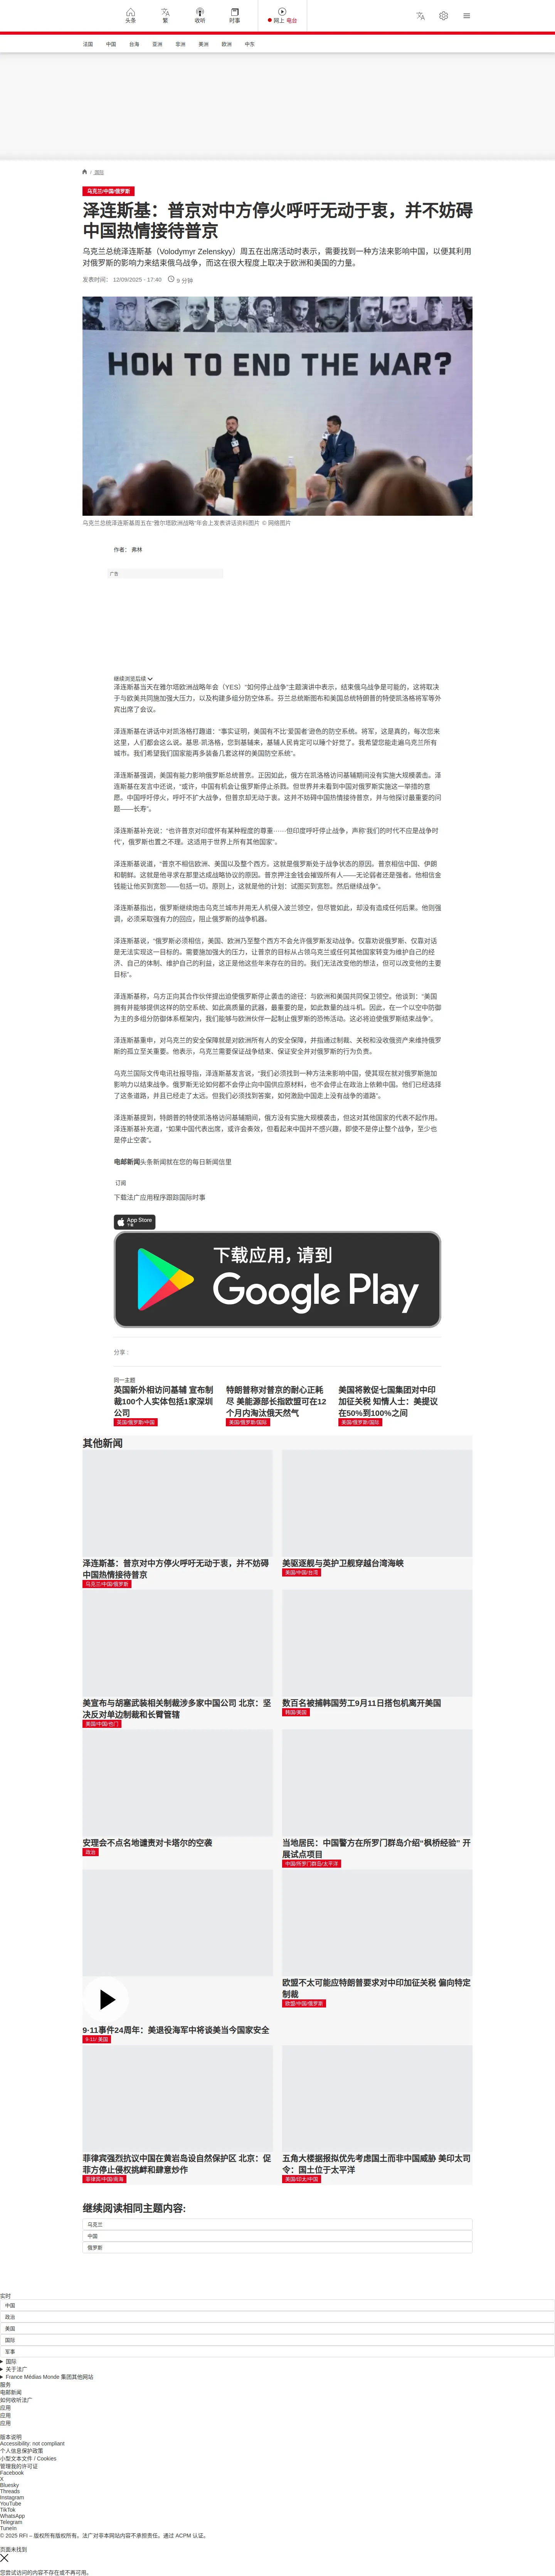 头条
繁
收听
时事
网上 电台
法国
中国
台海
亚洲
非洲
美洲
欧洲
中东
国际
乌克兰/中国/俄罗斯
泽连斯基：普京对中方停火呼吁无动于衷，并不妨碍
中国热情接待普京
乌克兰总统泽连斯基（Volodymyr Zelenskyy）周五在出席活动时表示，需要找到一种方法来影响中国，以便其利用
对俄罗斯的影响力来结束俄乌战争，而这在很大程度上取决于欧洲和美国的力量。
发表时间： 12/09/2025 - 17:40
9 分钟
HOW TO END THE WAR?
乌克兰总统泽连斯基周五在“雅尔塔欧洲战略”年会上发表讲话资料图片 © 网络图片
作者： 弗林
广告
继续浏览后续
泽连斯基当天在雅尔塔欧洲战略年会（YES）“如何停止战争”主题演讲中表示，结束俄乌战争是可能的，这将取决
于与欧美共同施加强大压力，以及构建多组分防空体系。芬兰总统斯图布和美国总统特朗普的特使凯洛格将军等外
宾出席了会议。
泽连斯基在讲话中对凯洛格打趣道：“事实证明，美国有不比‘爱国者’逊色的防空系统。将军，这是真的，每次您来
这里，人们都会这么说。基思·凯洛格，您到基辅来，基辅人民肯定可以睡个好觉了。我希望您能走遍乌克兰所有
城市。我们希望我们国家能再多装备几套这样的美国防空系统”。
泽连斯基强调，美国有能力影响俄罗斯总统普京。正因如此，俄方在凯洛格访问基辅期间没有实施大规模袭击。泽
连斯基在发言中还说，“或许，中国有机会让俄罗斯停止杀戮。但世界并未看到中国对俄罗斯实施这一举措的意
愿。中国呼吁停火，呼吁不扩大战争，但普京却无动于衷。这并不妨碍中国热情接待普京，并与他探讨最重要的问
题——长寿”。
泽连斯基补充说：“也许普京对印度怀有某种程度的尊重······但印度呼吁停止战争，声称‘我们的时代不应是战争时
代’，俄罗斯也置之不理。这适用于世界上所有其他国家”。
泽连斯基说道，“普京不相信欧洲、美国以及整个西方。这就是俄罗斯处于战争状态的原因。普京相信中国、伊朗
和朝鲜。这就是他寻求在那里达成战略协议的原因。普京押注金钱会摧毁所有人——无论弱者还是强者。他相信金
钱能让他买到宽恕——包括一切。原则上，这就是他的计划：试图买到宽恕。然后继续战争”。
泽连斯基指出，俄罗斯继续炮击乌克兰城市并用无人机侵入波兰领空，但尽管如此，却没有造成任何后果。他则强
调，必须采取强有力的回应，阻止俄罗斯的战争机器。
泽连斯基说，“俄罗斯必须相信，美国、欧洲乃至整个西方不会允许俄罗斯发动战争。仅靠劝说俄罗斯、仅靠对话
是无法实现这一目标的。需要施加强大的压力，让普京的目标从占领乌克兰或任何其他国家转变为维护自己的经
济、自己的体制、维护自己的利益，这正是他这些年来存在的目的。我们无法改变他的想法，但可以改变他的主要
目标”。
泽连斯基称，乌方正向其合作伙伴提出迫使俄罗斯停止袭击的途径：与欧洲和美国共同保卫领空。他谈到：“美国
拥有并能够提供这样的防空系统、如此高质量的武器，最重要的是，如此数量的战斗机。因此，在一个以空中防御
为主的多组分防御体系框架内，我们能够与欧洲伙伴一起制止俄罗斯的恐怖活动。这必将迫使俄罗斯结束战争”。
泽连斯基重申，对乌克兰的安全保障就是对欧洲所有人的安全保障，并指通过制裁、关税和没收俄资产来维持俄罗
斯的孤立至关重要。他表示，乌克兰需要保证战争结束、保证安全并对俄罗斯的行为负责。
乌克兰国际文传电讯社报导指，泽连斯基发言说，“我们必须找到一种方法来影响中国，使其现在就对俄罗斯施加
影响力以结束战争。俄罗斯无论如何都不会停止向中国供应原材料，也不会停止在政治上依赖中国。他们已经选择
了这条道路，并且已经走了太远。但我们必须找到答案，如何激励中国走上没有战争的道路”。
泽连斯基提到，特朗普的特使凯洛格访问基辅期间，俄方没有实施大规模袭击，但这对其他国家的代表不起作用。
泽连斯基补充道，“如果中国代表出席，或许会奏效，但看起来中国并不感兴趣，即使不是停止整个战争，至少也
是停止空袭”。
电邮新闻头条新闻就在您的每日新闻信里
订阅
下载法广应用程序跟踪国际时事
App Store
下载
下载应用，请到
Google Play
分享 :
同一主题
英国新外相访问基辅 宣布制
裁100个人实体包括1家深圳
公司
英国/俄罗斯/中国
特朗普称对普京的耐心正耗
尽 美能源部长指欧盟可在12
个月内淘汰俄天然气
美国/俄罗斯/国际
美国将敦促七国集团对中印
加征关税 知情人士：美提议
在50%到100%之间
美国/俄罗斯/国际
其他新闻
泽连斯基：普京对中方停火呼吁无动于衷，并不妨碍
中国热情接待普京
乌克兰/中国/俄罗斯
美驱逐舰与英护卫舰穿越台湾海峡
美国/中国/台湾
美宣布与胡塞武装相关制裁涉多家中国公司 北京：坚
决反对单边制裁和长臂管辖
美国/中国/也门
数百名被捕韩国劳工9月11日搭包机离开美国
韩国/美国
安理会不点名地谴责对卡塔尔的空袭
政治
当地居民：中国警方在所罗门群岛介绍“枫桥经验” 开
展试点项目
中国/所罗门群岛/太平洋
9·11事件24周年：美退役海军中将谈美当今国家安全
9·11/ 美国
欧盟不太可能应特朗普要求对中印加征关税 偏向特定
制裁
欧盟/中国/俄罗斯
菲律宾强烈抗议中国在黄岩岛设自然保护区 北京：促
菲方停止侵权挑衅和肆意炒作
菲律宾/中国/南海
五角大楼据报拟优先考虑国土而非中国威胁 美印太司
令：国土位于太平洋
美国/印太/中国
继续阅读相同主题内容:
乌克兰
中国
俄罗斯
实时
中国
政治
美国
国际
军事
国际
关于法广
France Médias Monde 集团其他网站
服务
电邮新闻
如何收听法广
应用
应用
应用
版本说明
Accessibility: not compliant
个人信息保护政策
小型文本文件 / Cookies
管理我的许可证
Facebook
X
Bluesky
Threads
Instagram
YouTube
TikTok
WhatsApp
Telegram
TuneIn
© 2025 RFI – 版权所有版权所有。法广对非本网站内容不承担责任。通过 ACPM 认证。
页面未找到
您尝试访问的内容不存在或不再可用。